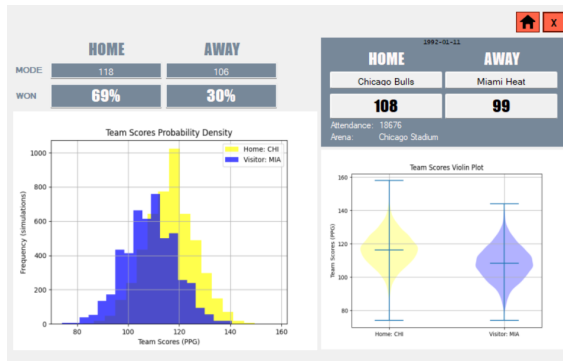 X
HOME AWAY
MODE 118 106
WON 69% 30%
1992-01-11
HOME AWAY
Chicago Bulls Miami Heat
108 99
Attendance: 18676
Arena: Chicago Stadium
Team Scores Probability Density
Home: CHI
Visitor: MIA
Frequency (simulations)
1000
800
600
400
200
0
80 100 120 140 160
Team Scores (PPG)
Team Scores Violin Plot
Team Scores (PPG)
160
140
120
100
80
Home: CHI Visitor: MIA